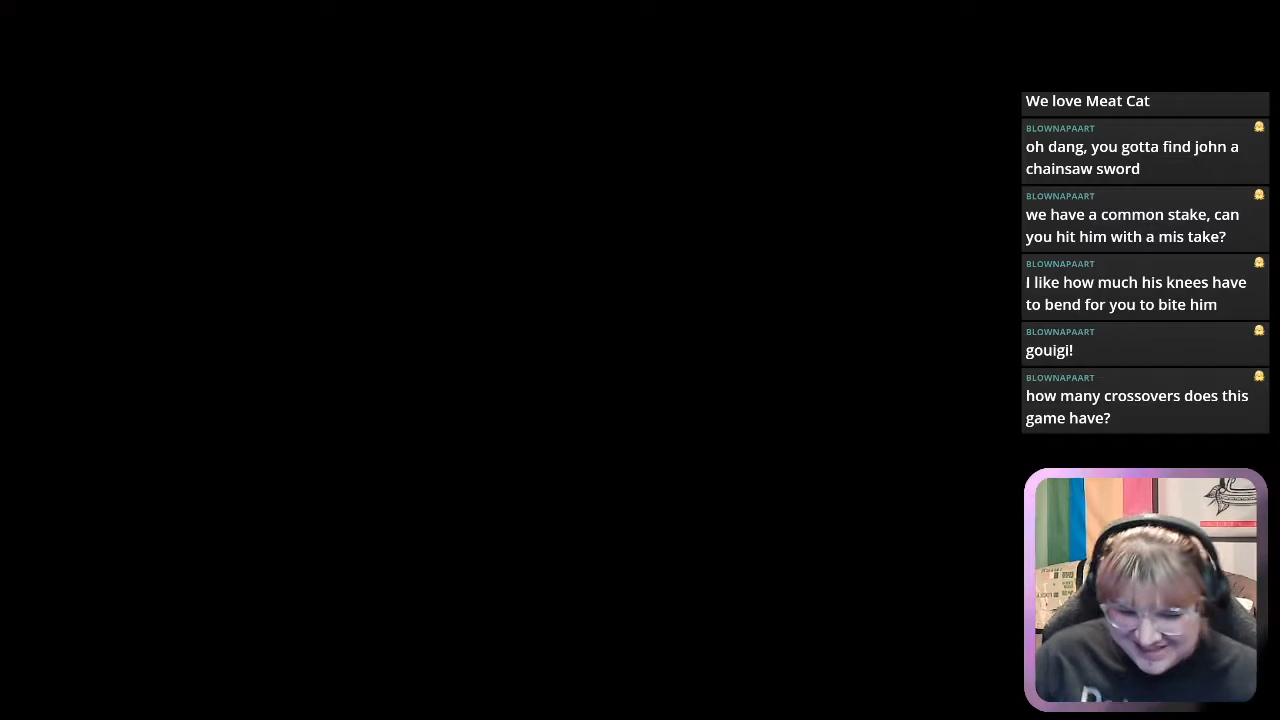 We love Meat Cat
BLOWNAPAART
oh dang, you gotta find john a
chainsaw sword
BLOWNAPAART
we have a common stake, can
you hit him with a mis take?
BLOWNAPAART
I like how much his knees have
to bend for you to bite him
BLOWNAPAART
gouigi!
BLOWNAPAART
how many crossovers does this
game have?